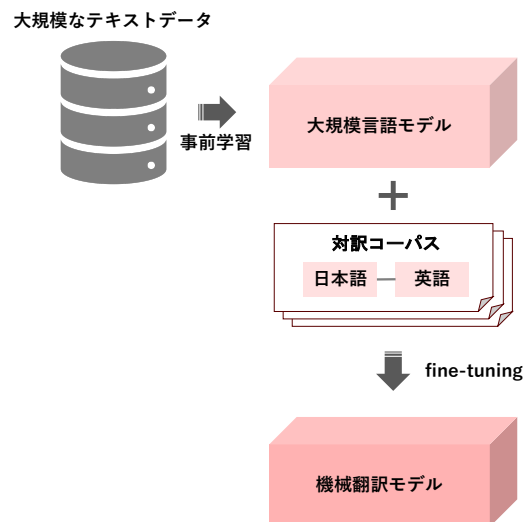 大規模なテキストデータ
事前学習
大規模言語モデル
+
対訳コーパス
日本語
英語
fine-tuning
機械翻訳モデル